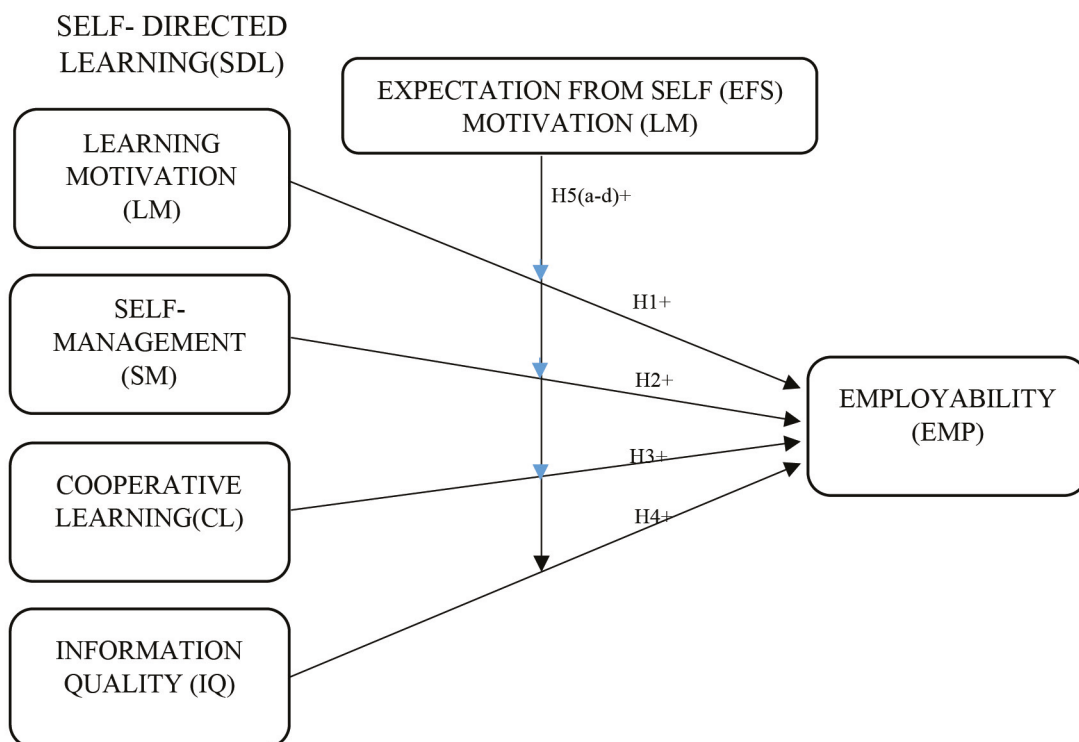 SELF- DIRECTED
LEARNING(SDL)
EXPECTATION FROM SELF (EFS)
MOTIVATION (LM)
LEARNING
MOTIVATION
(LM)
H5(a-d)+
SELF-
MANAGEMENT
(SM)
H1+
H2+
EMPLOYABILITY
(EMP)
COOPERATIVE
LEARNING(CL)
H3+
H4+
INFORMATION
QUALITY (IQ)